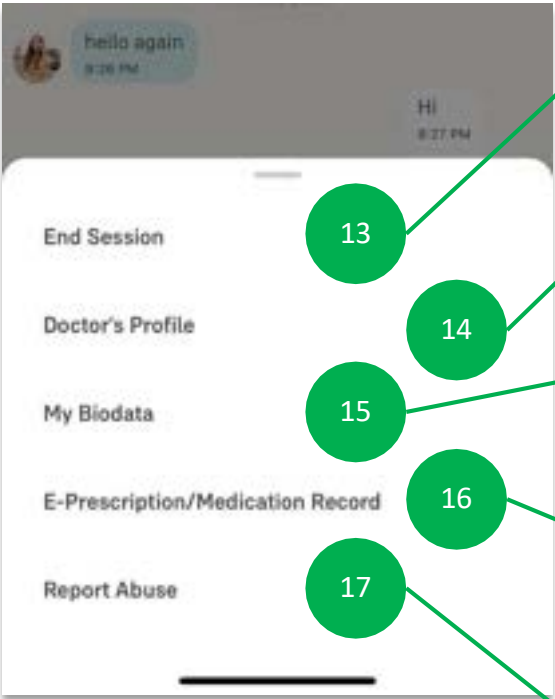 hello again
8:26 PM
Hi
8:27 PM
End Session
13
Doctor's Profile
14
My Biodata
15
E-Prescription/Medication Record
16
Report Abuse
17